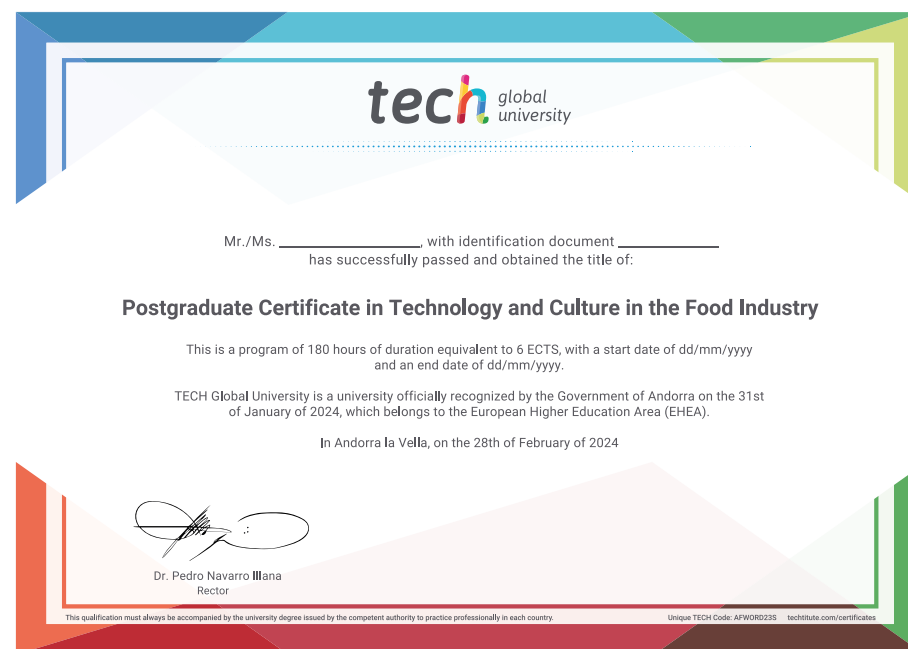 tech global university
Mr./Ms. ____________, with identification document ____________
has successfully passed and obtained the title of:
Postgraduate Certificate in Technology and Culture in the Food Industry
This is a program of 180 hours of duration equivalent to 6 ECTS, with a start date of dd/mm/yyyy
and an end date of dd/mm/yyyy.
TECH Global University is a university officially recognized by the Government of Andorra on the 31st
of January of 2024, which belongs to the European Higher Education Area (EHEA).
In Andorra la Vella, on the 28th of February of 2024
Dr. Pedro Navarro Illana
Rector
This qualification must always be accompanied by the university degree issued by the competent authority to practice professionally in each country.
Unique TECH Code: AFWORD23S techtitute.com/certificates